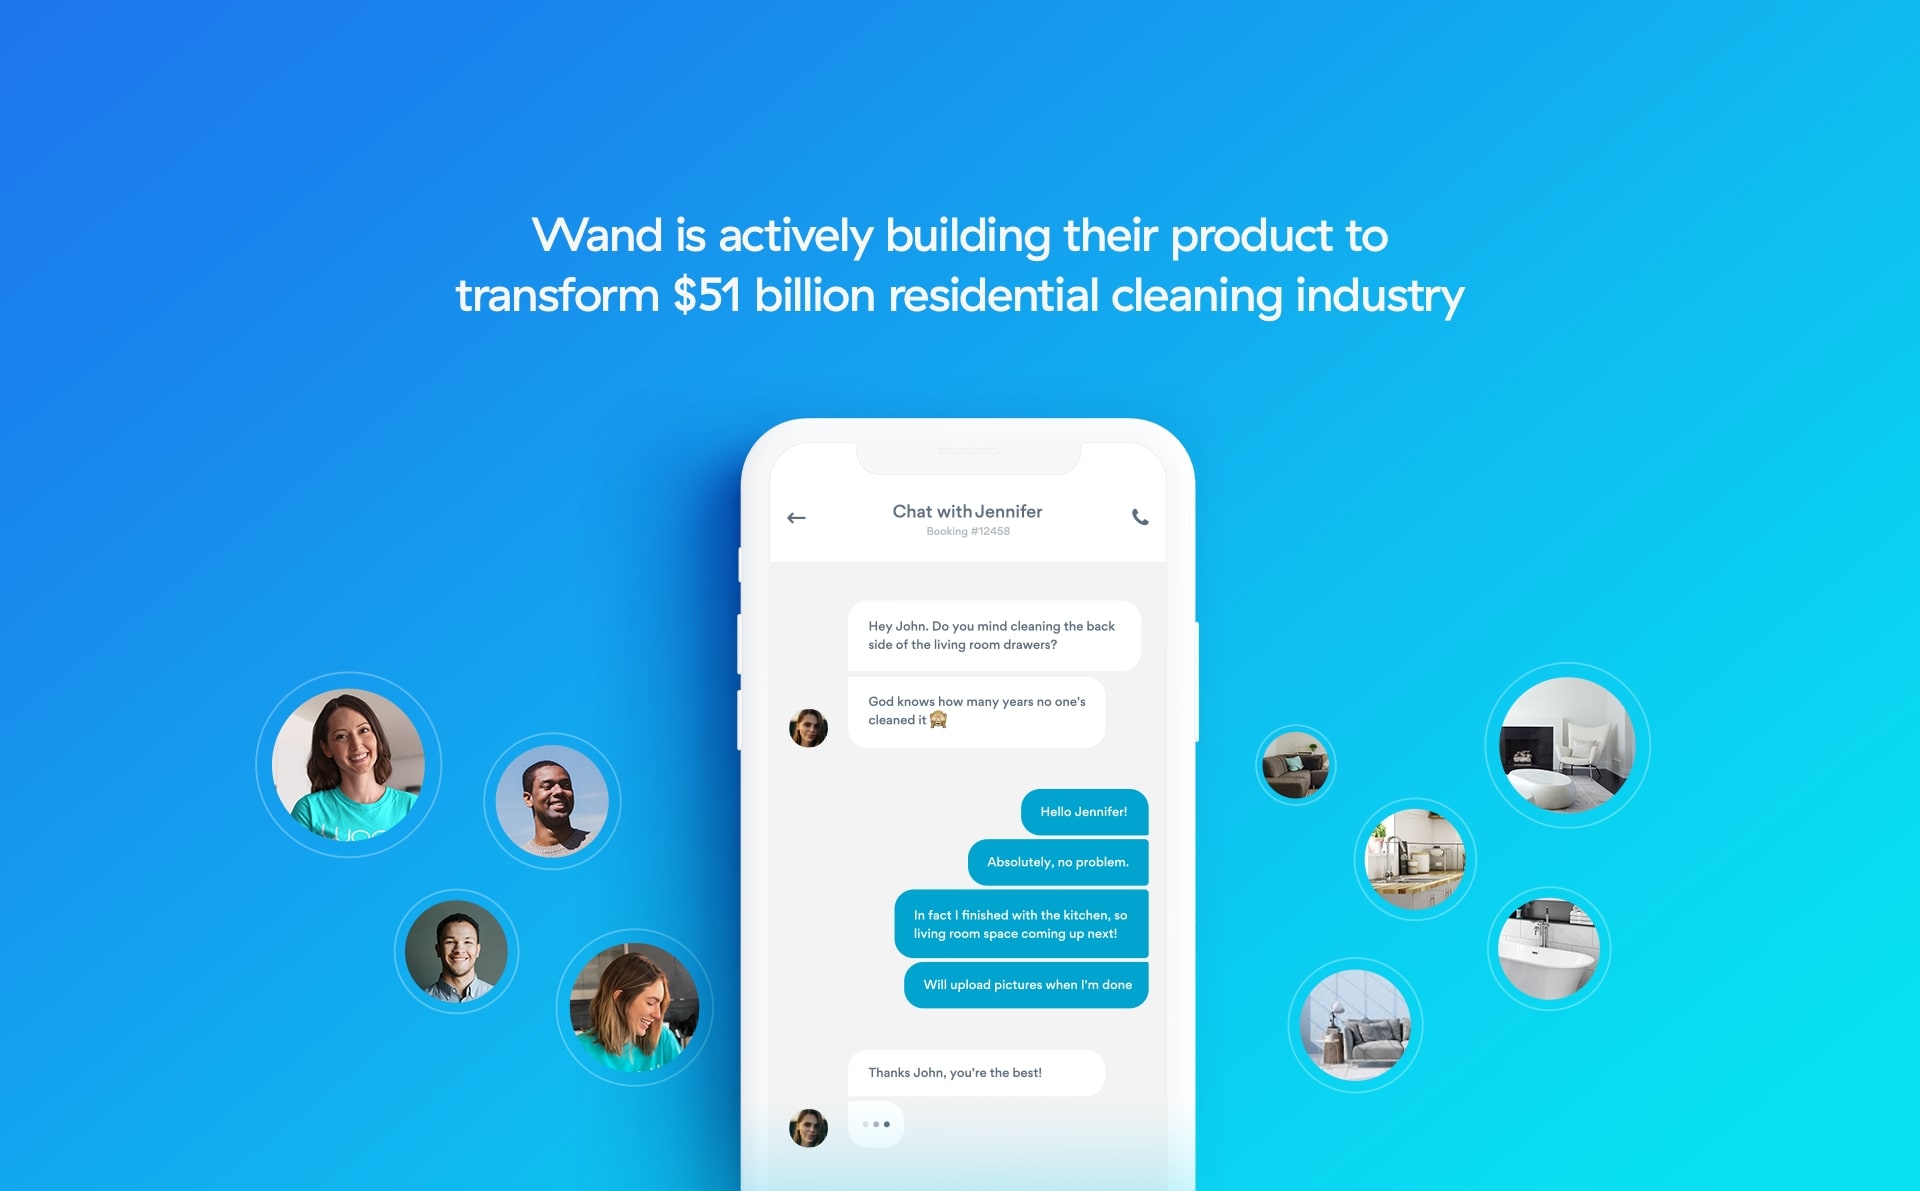 Wand is actively building their product to
transform $51 billion residential cleaning industry
Chat with Jennifer
Booking #12458
Hey John. Do you mind cleaning the back
side of the living room drawers?
God knows how many years no one's
cleaned it 🙈
Hello Jennifer!
Absolutely, no problem.
In fact I finished with the kitchen, so
living room space coming up next!
Will upload pictures when I'm done
Thanks John, you're the best!